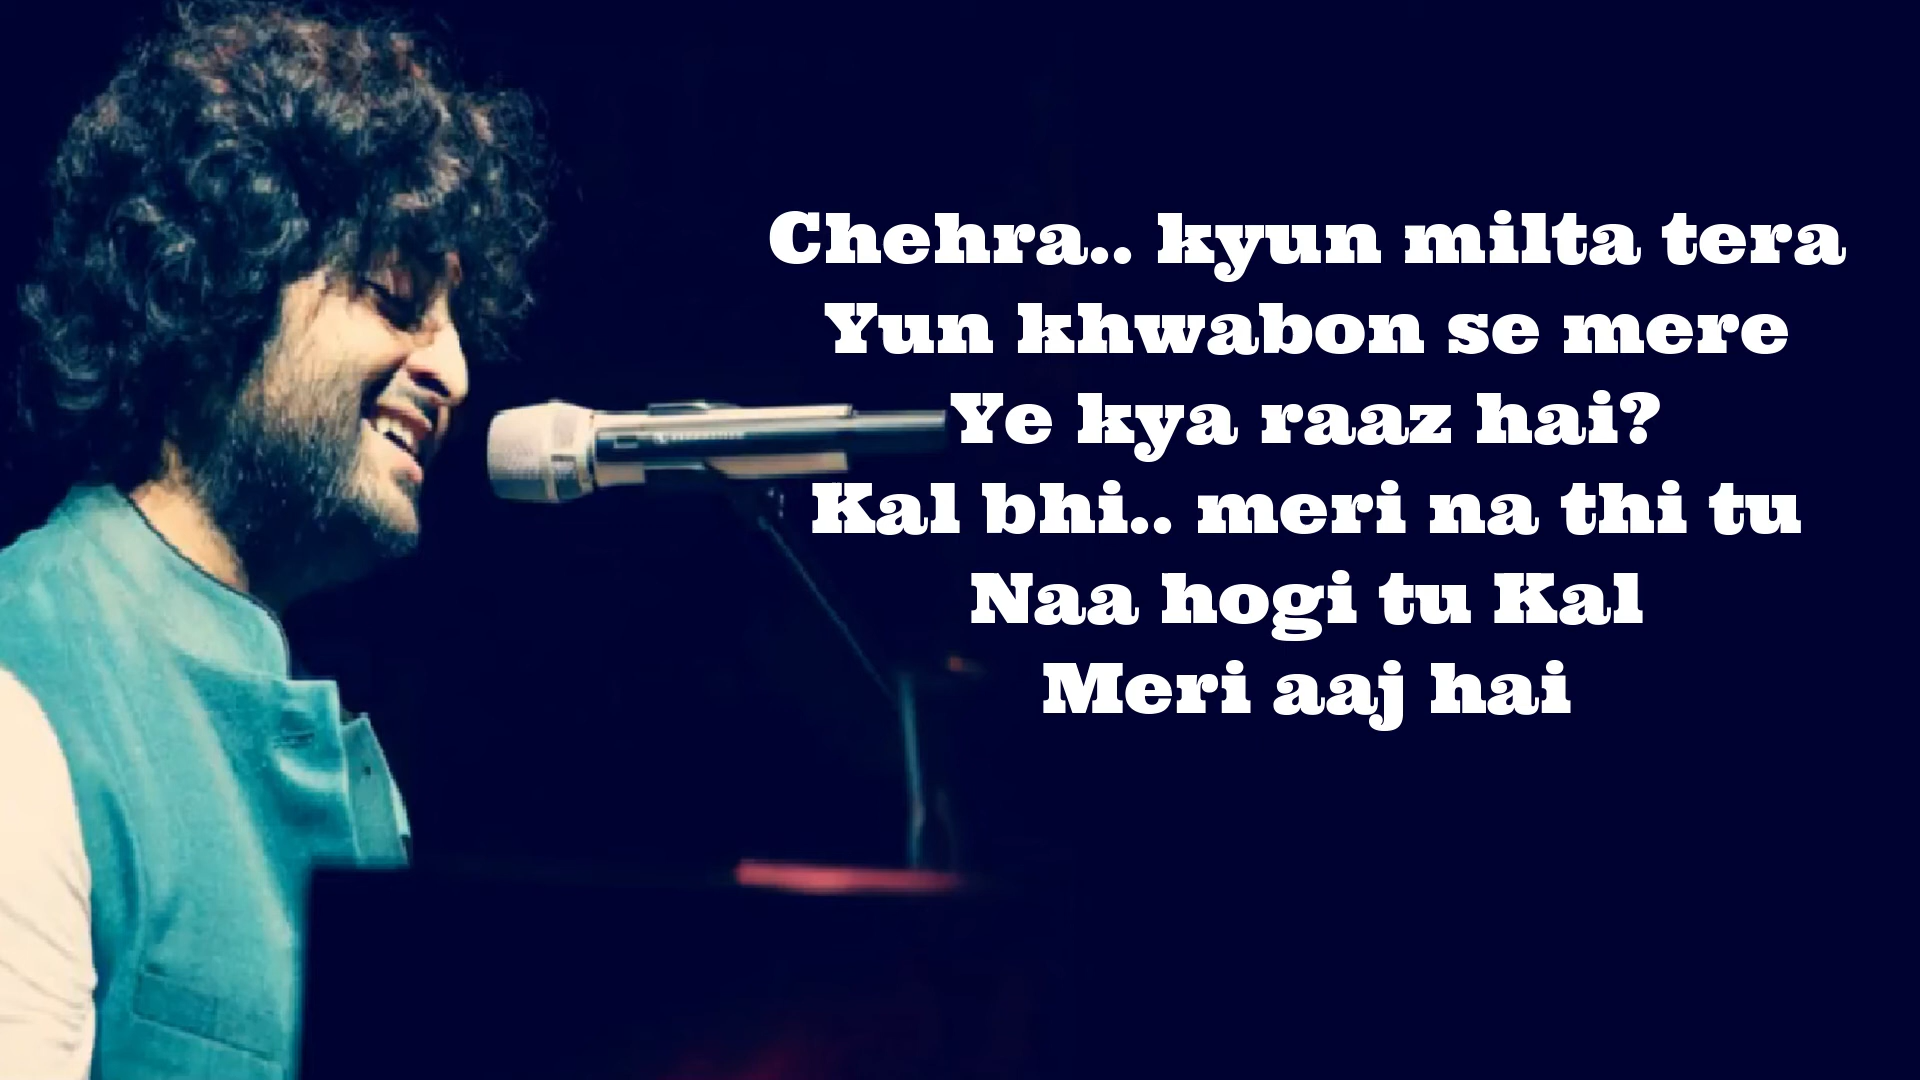 Chehra.. kyun milta tera
Yun khwabon se mere
Ye kya raaz hai?
Kal bhi.. meri na thi tu
Naa hogi tu Kal
Meri aaj hai